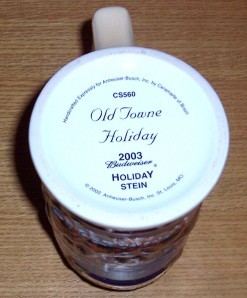 Handcrafted Expressly for Anheuser-Busch, Inc. by Ceramarte of Brazil
CS560
Old Towne
Holiday
2003
Budweiser®
HOLIDAY
STEIN
© 2002 Anheuser-Busch, Inc. St. Louis, MO